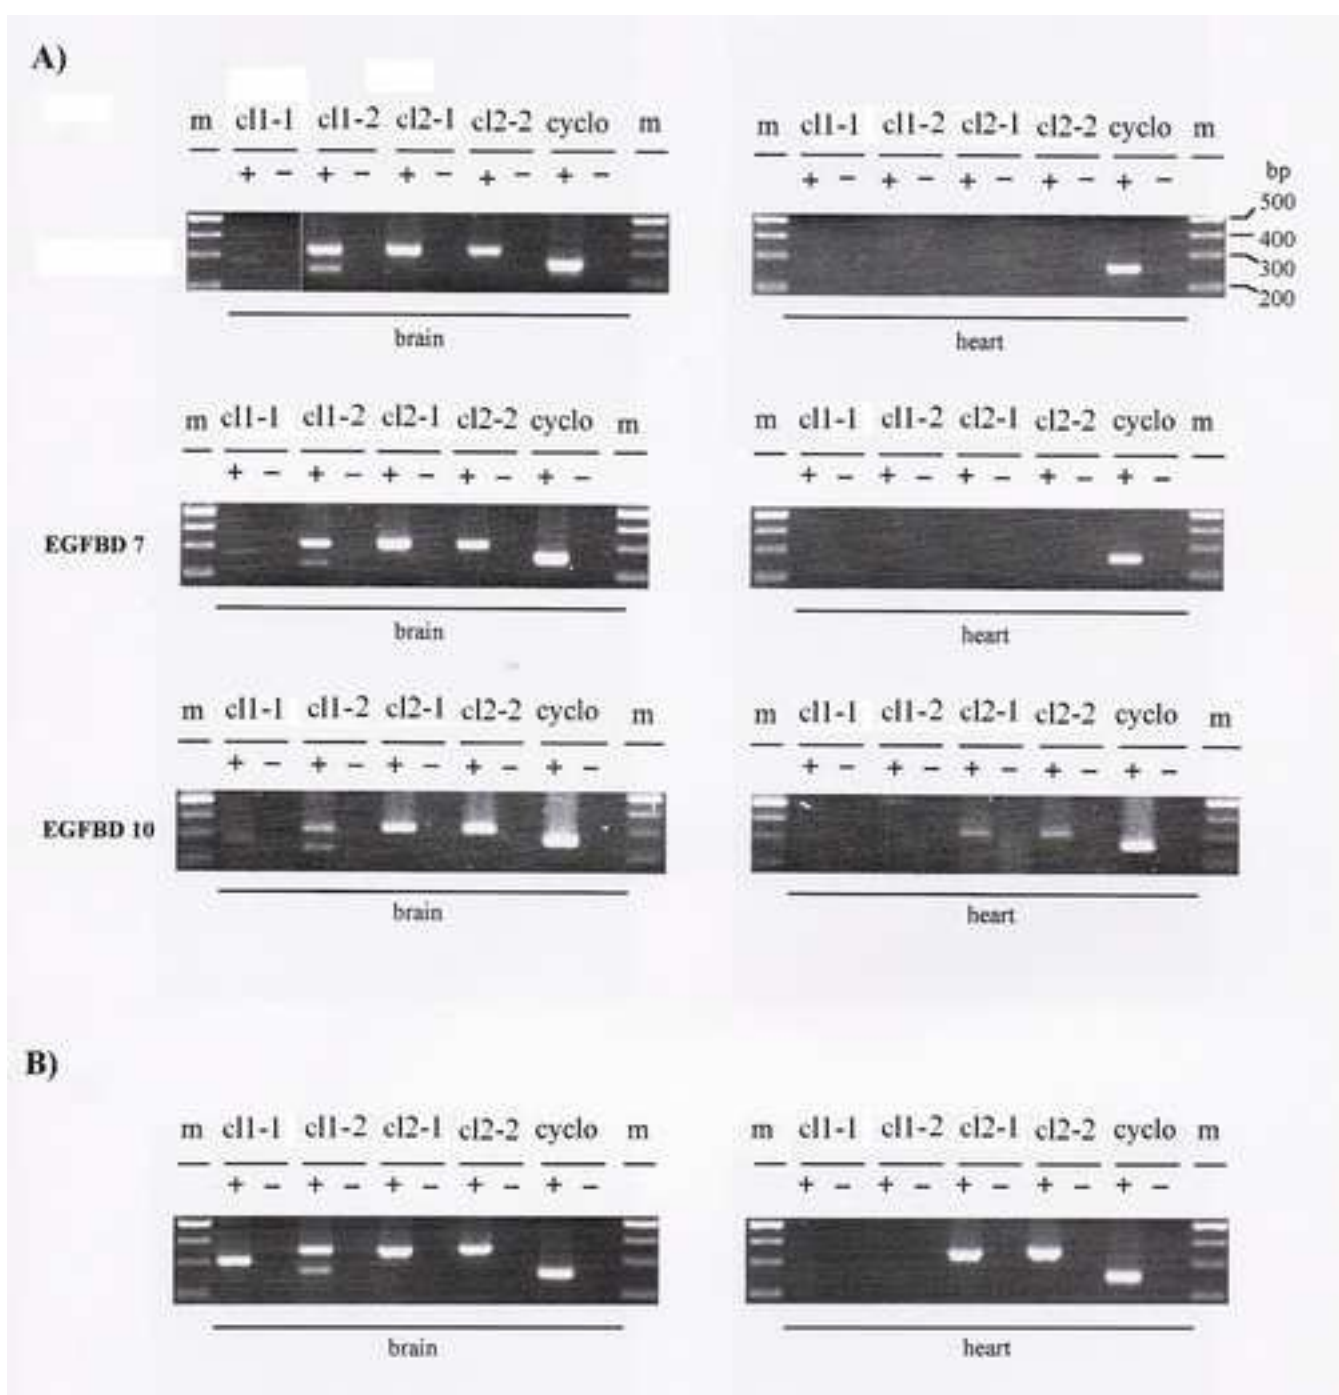 A)
m cl1-1 cl1-2 cl2-1 cl2-2 cyclo m
+ − + − + − + − + −
brain
m cl1-1 cl1-2 cl2-1 cl2-2 cyclo m
+ − + − + − + − + −
bp
500
400
300
200
heart
m cl1-1 cl1-2 cl2-1 cl2-2 cyclo m
+ − + − + − + − + −
EGFBD 7
brain
m cl1-1 cl1-2 cl2-1 cl2-2 cyclo m
+ − + − + − + − + −
heart
m cl1-1 cl1-2 cl2-1 cl2-2 cyclo m
+ − + − + − + − + −
EGFBD 10
brain
m cl1-1 cl1-2 cl2-1 cl2-2 cyclo m
+ − + − + − + − + −
heart
B)
m cl1-1 cl1-2 cl2-1 cl2-2 cyclo m
+ − + − + − + − + −
brain
m cl1-1 cl1-2 cl2-1 cl2-2 cyclo m
+ − + − + − + − + −
heart